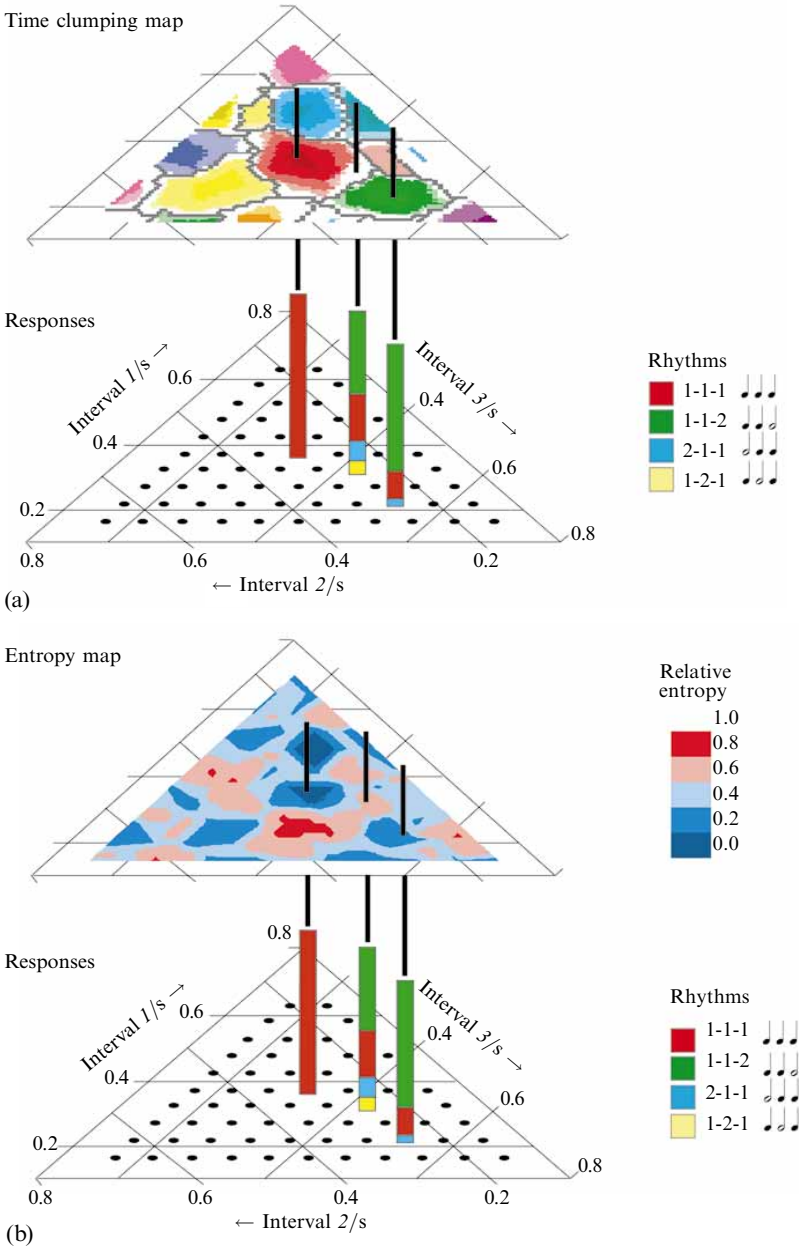 Time clumping map
Responses
Interval 1/s →
Interval 3/s →
0.8
0.6
0.4
0.2
0.4
0.6
0.8
0.8
0.6
0.4
0.2
← Interval 2/s
Rhythms
1-1-1
1-1-2
2-1-1
1-2-1
(a)
Entropy map
Relative
entropy
1.0
0.8
0.6
0.4
0.2
0.0
Responses
Interval 1/s →
Interval 3/s →
0.8
0.6
0.4
0.2
0.4
0.6
0.8
0.8
0.6
0.4
0.2
← Interval 2/s
Rhythms
1-1-1
1-1-2
2-1-1
1-2-1
(b)